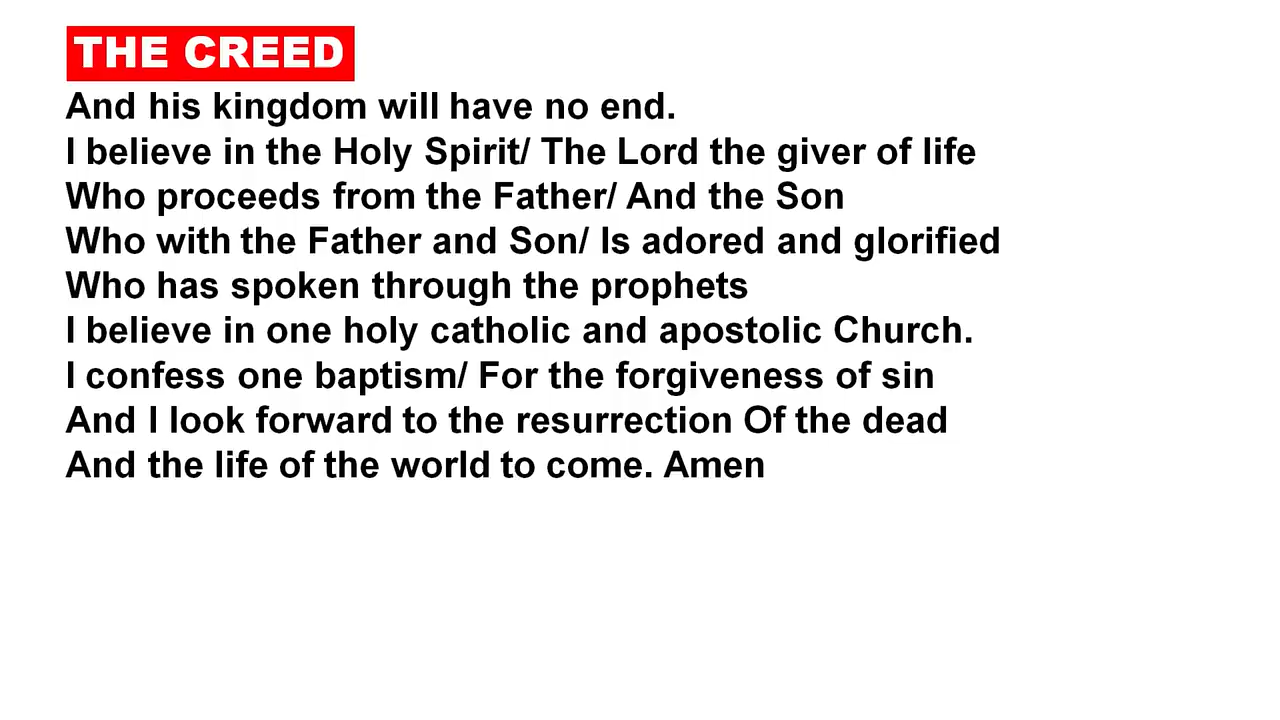 THE CREED
And his kingdom will have no end.
I believe in the Holy Spirit/ The Lord the giver of life
Who proceeds from the Father/ And the Son
Who with the Father and Son/ Is adored and glorified
Who has spoken through the prophets
I believe in one holy catholic and apostolic Church.
I confess one baptism/ For the forgiveness of sin
And I look forward to the resurrection Of the dead
And the life of the world to come. Amen